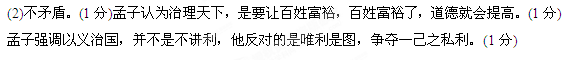 (2)不矛盾。(1分)孟子认为治理天下，是要让百姓富裕，百姓富裕了，道德就会提高。(1分)
孟子强调以义治国，并不是不讲利，他反对的是唯利是图，争夺一己之私利。(1分)